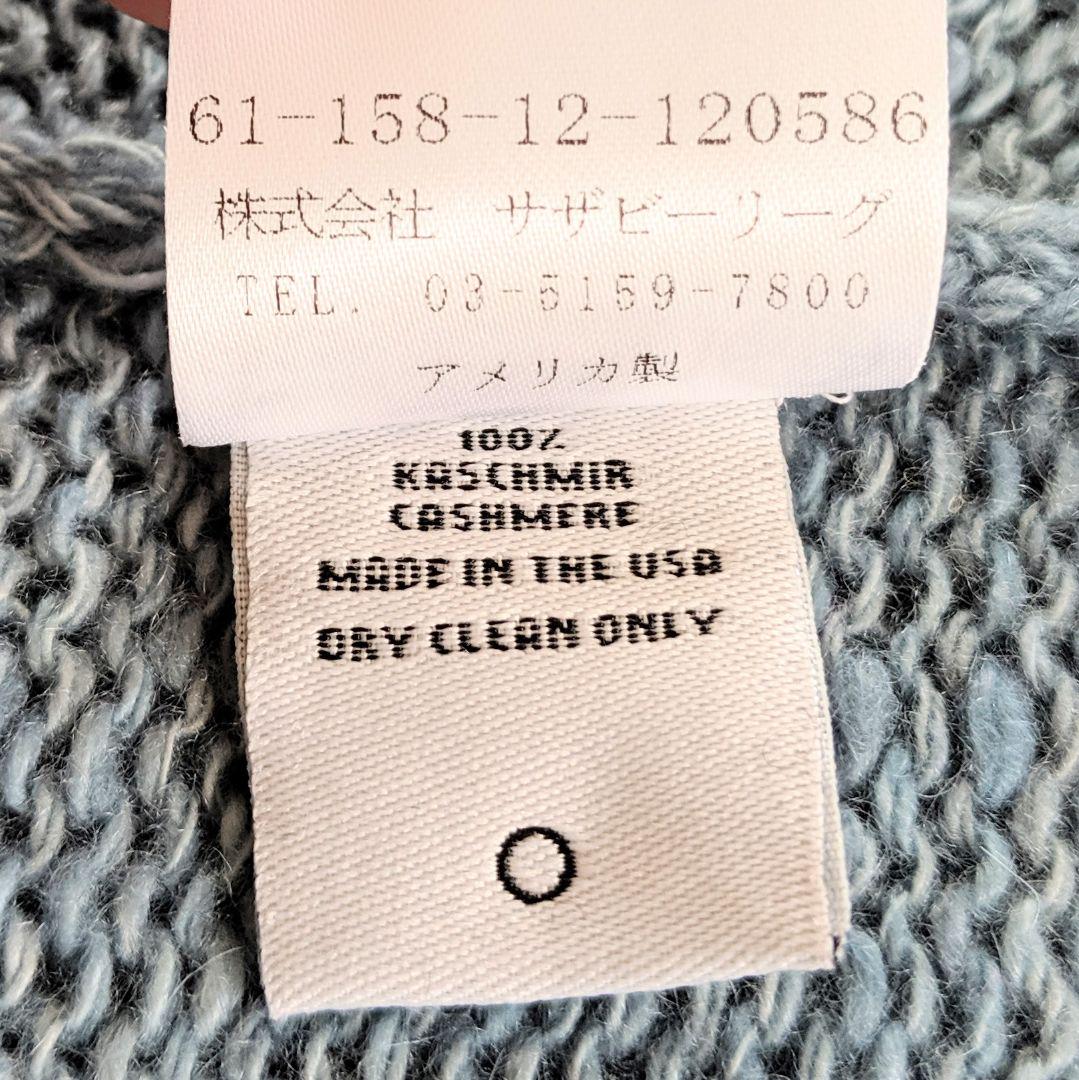 61-158-12-120586
株式会社 サザビーリーグ
TEL. 03-5159-7800
アメリカ製
100%
KASCHMIR
CASHMERE
MADE IN THE USA
DRY CLEAN ONLY